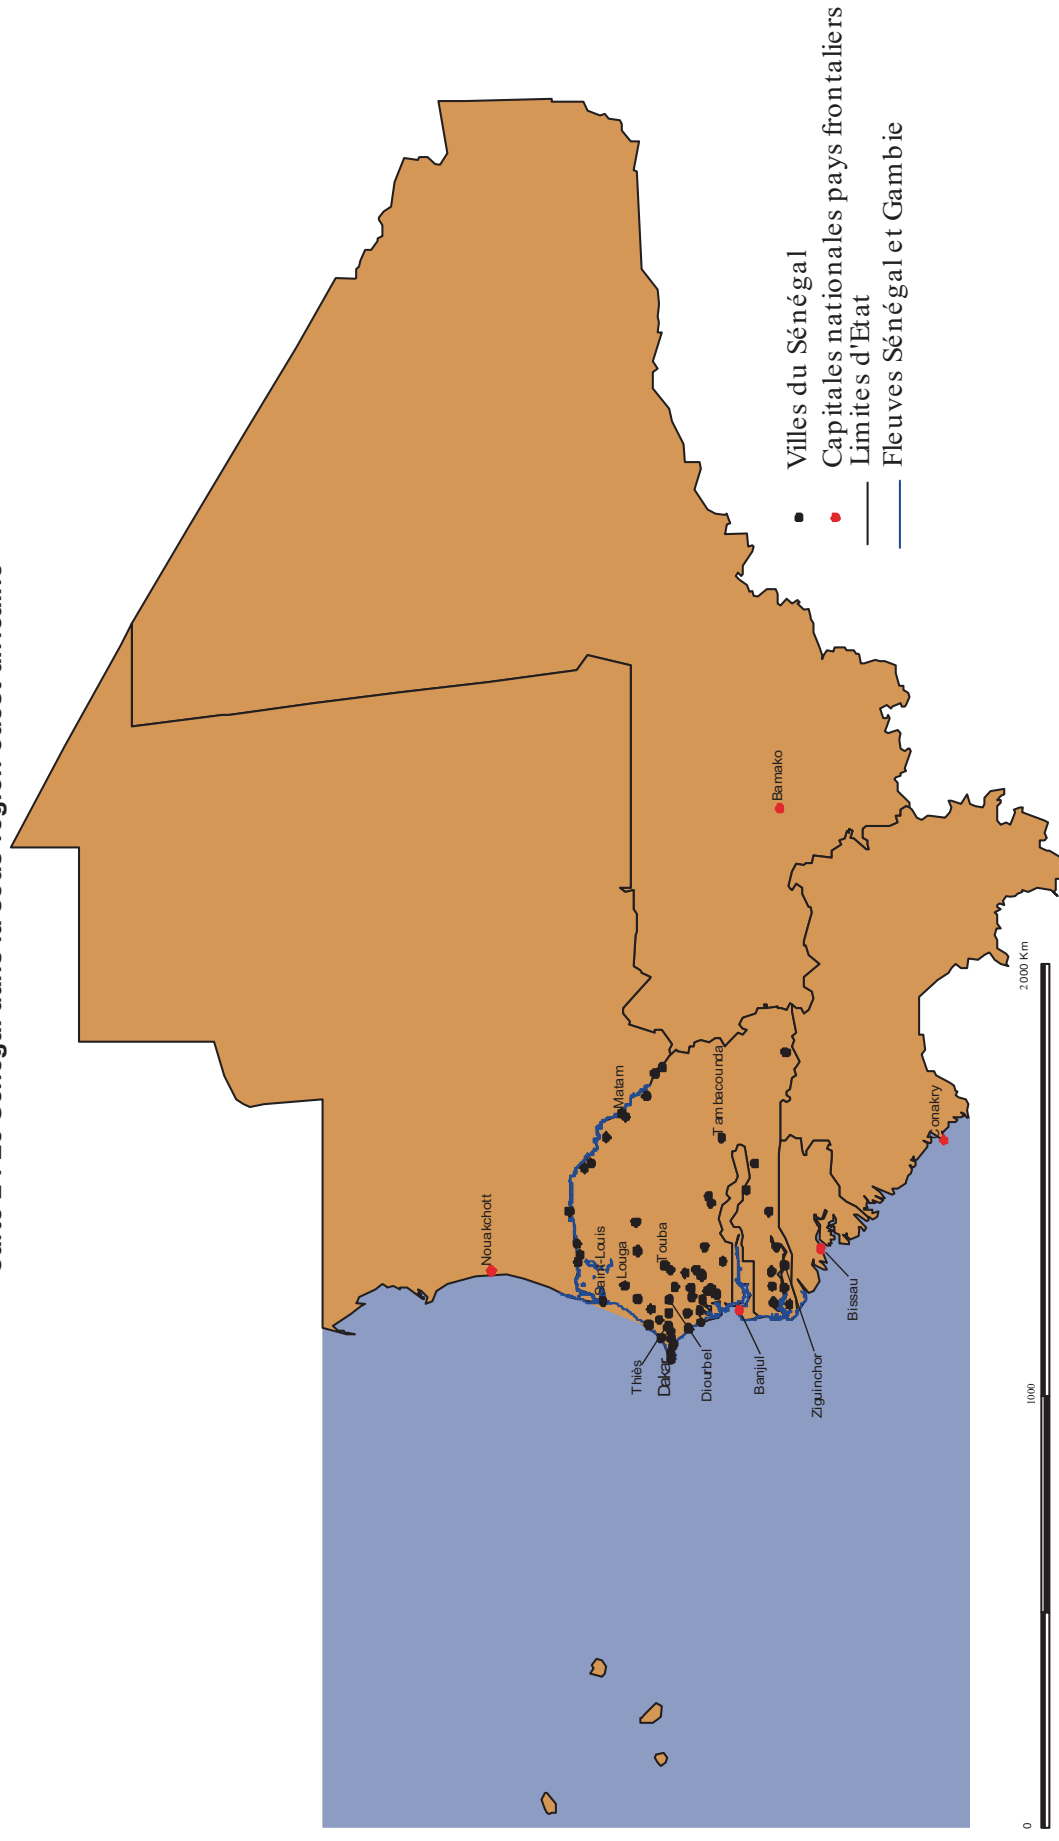 Villes du Sénégal
Capitales nationales pays frontaliers
Limites d'Etat
Fleuves Sénégal et Gambie
Nouakchott
Saint-Louis
Louga
Touba
Matam
Tambacounda
Bamako
Thiès
Dakar
Diourbel
Banjul
Ziguinchor
Bissau
Conakry
0
1000
2000 Km